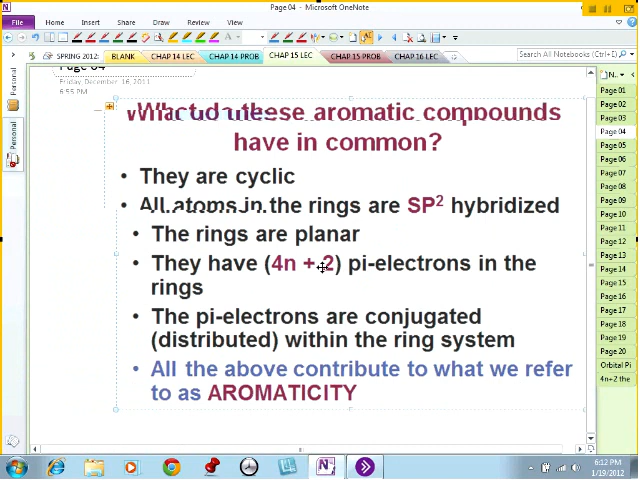 Page 04 - Microsoft OneNote
File Home Insert Share Draw Review View
SPRING 2012: BLANK CHAP 14 LEC CHAP 14 PROB CHAP 15 LEC CHAP 15 PROB CHAP 16 LEC
Search All Notebooks (Ctrl+E)
Personal
Personal
Page 04
Friday, December 16, 2011
6:55 PM
What do these aromatic compounds
have in common?
• They are cyclic
• All atoms in the rings are SP² hybridized
• The rings are planar
• They have (4n + 2) pi-electrons in the
rings
• The pi-electrons are conjugated
(distributed) within the ring system
• All the above contribute to what we refer
to as AROMATICITY
N
Page 01
Page 02
Page 03
Page 04
Page 05
Page 06
Page 07
Page 08
Page 09
Page 10
Page 11
Page 12
Page 13
Page 14
Page 15
Page 16
Page 17
Page 18
Page 19
Page 20
Orbital Pi
4n+2 the
6:12 PM
1/19/2012